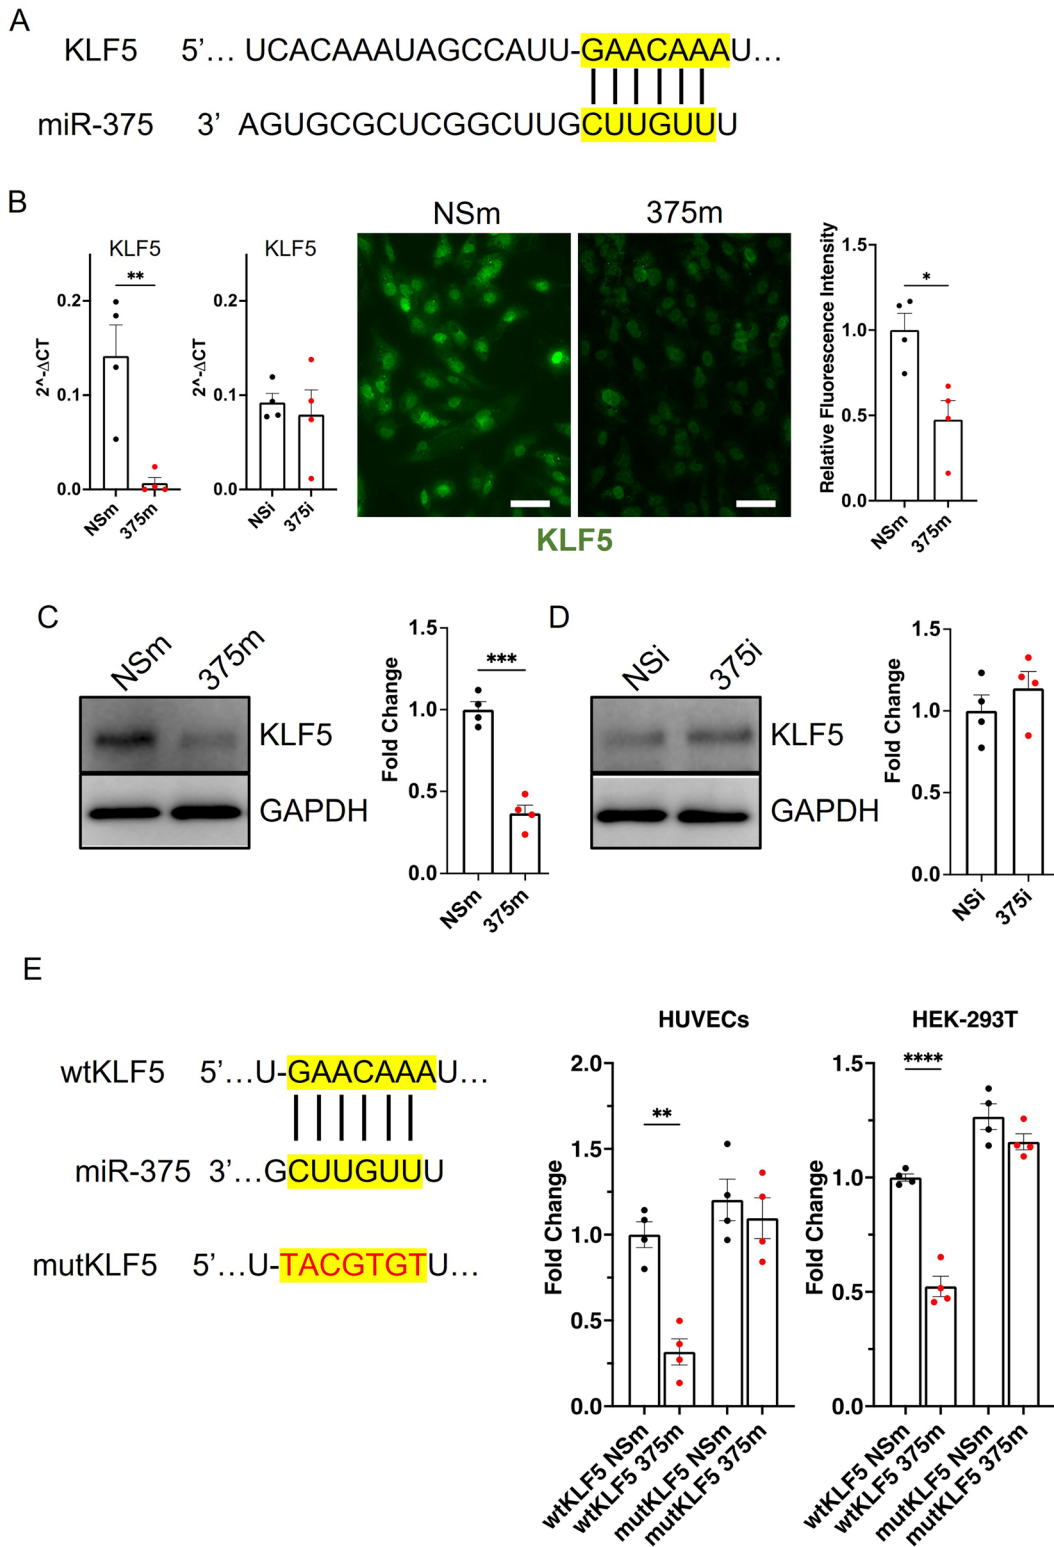 A
KLF5 5’... UCACAAAUAGCCAUU-GAACAAAU...
miR-375 3’ AGUGCGCUCGGCUUGCUUGUUU
B
KLF5
**
2^-ΔCT
0.2
0.1
0.0
NSm
375m
KLF5
2^-ΔCT
0.2
0.1
0.0
NSi
375i
NSm
375m
KLF5
Relative Fluorescence Intensity
1.5
1.0
0.5
0.0
*
NSm
375m
C
NSm
375m
KLF5
GAPDH
Fold Change
1.5
1.0
0.5
0.0
***
NSm
375m
D
NSi
375i
KLF5
GAPDH
Fold Change
1.5
1.0
0.5
0.0
NSi
375i
E
wtKLF5 5’...U-GAACAAAU...
miR-375 3’...GCUUGUUU
mutKLF5 5’...U-TACGTGTU...
HUVECs
Fold Change
2.0
1.5
1.0
0.5
0.0
**
wtKLF5 NSm
wtKLF5 375m
mutKLF5 NSm
mutKLF5 375m
HEK-293T
Fold Change
1.5
1.0
0.5
0.0
****
wtKLF5 NSm
wtKLF5 375m
mutKLF5 NSm
mutKLF5 375m